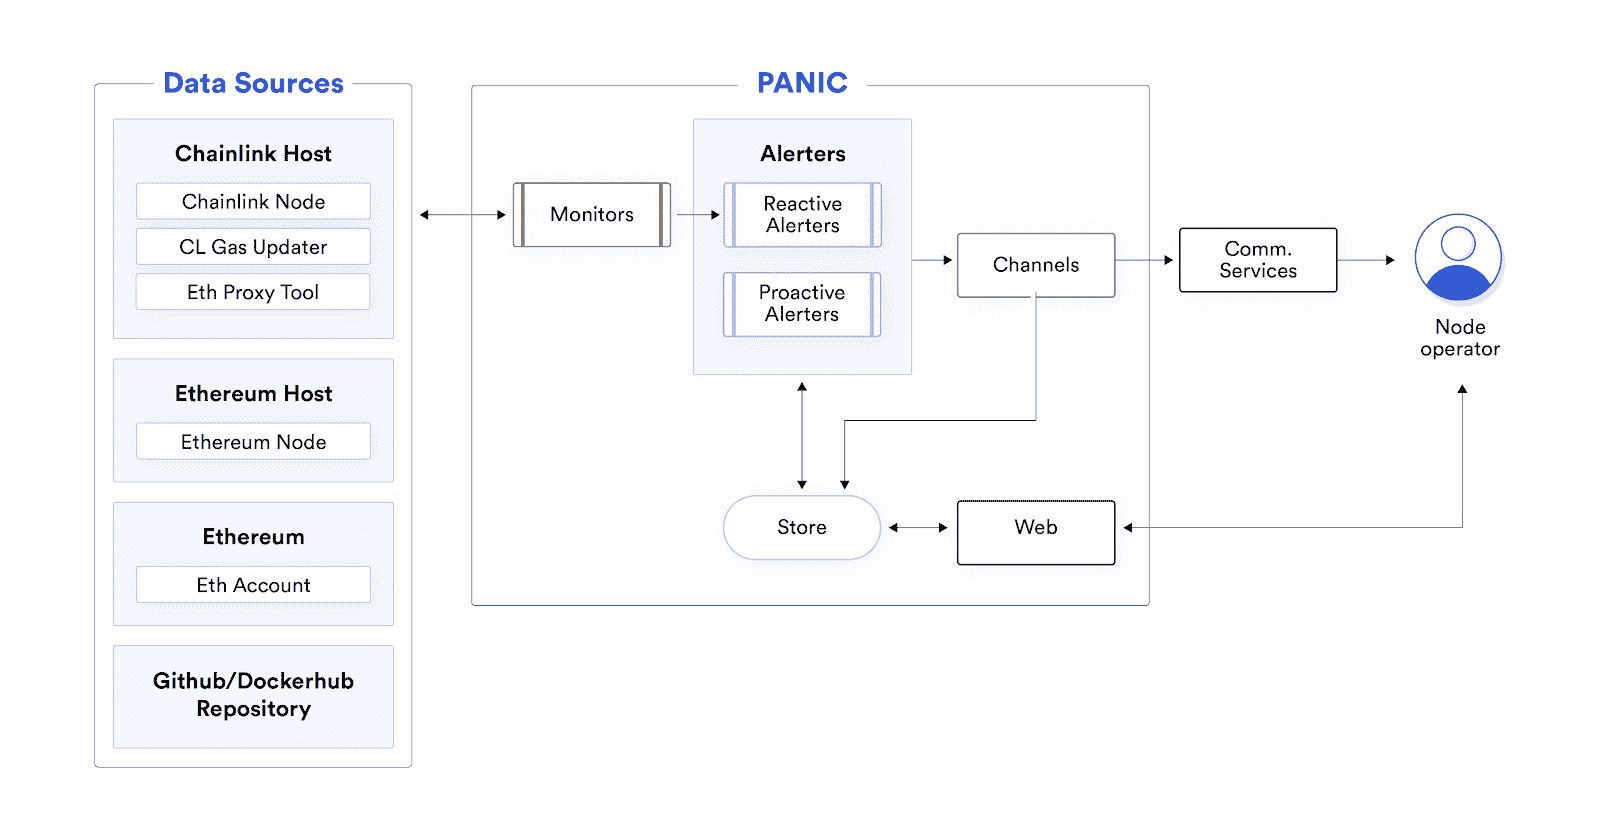 Data Sources
Chainlink Host
Chainlink Node
CL Gas Updater
Eth Proxy Tool
Ethereum Host
Ethereum Node
Ethereum
Eth Account
Github/Dockerhub
Repository
PANIC
Monitors
Alerters
Reactive
Alerters
Proactive
Alerters
Channels
Store
Web
Comm.
Services
Node
operator